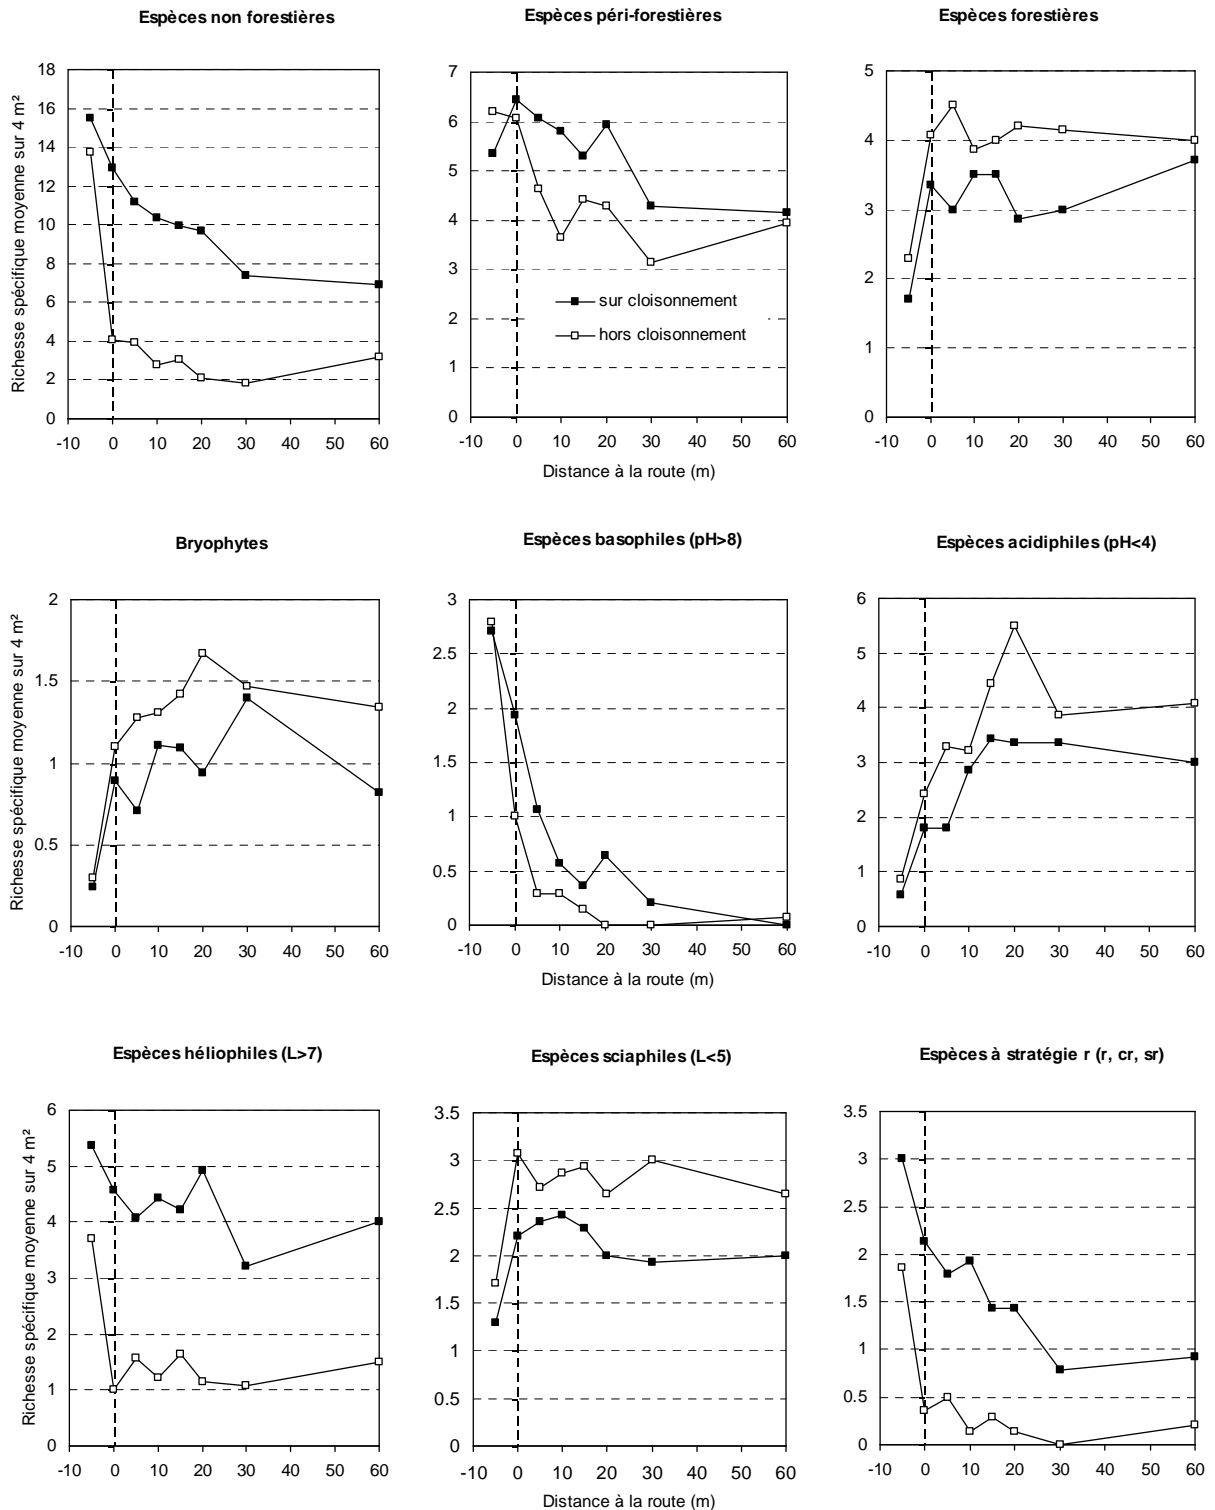 Espèces non forestières
Espèces péri-forestières
Espèces forestières
Richesse spécifique moyenne sur 4 m²
18
16
14
12
10
8
6
4
2
0
-10 0 10 20 30 40 50 60
7
6
5
4
3
2
1
0
sur cloisonnement
hors cloisonnement
-10 0 10 20 30 40 50 60
Distance à la route (m)
5
4
3
2
1
0
-10 0 10 20 30 40 50 60
Bryophytes
Espèces basophiles (pH>8)
Espèces acidiphiles (pH<4)
Richesse spécifique moyenne sur 4 m²
2
1.5
1
0.5
0
-10 0 10 20 30 40 50 60
3
2.5
2
1.5
1
0.5
0
-10 0 10 20 30 40 50 60
Distance à la route (m)
6
5
4
3
2
1
0
-10 0 10 20 30 40 50 60
Espèces héliophiles (L>7)
Espèces sciaphiles (L<5)
Espèces à stratégie r (r, cr, sr)
Richesse spécifique moyenne sur 4 m²
6
5
4
3
2
1
0
-10 0 10 20 30 40 50 60
3.5
3
2.5
2
1.5
1
0.5
0
-10 0 10 20 30 40 50 60
Distance à la route (m)
3.5
3
2.5
2
1.5
1
0.5
0
-10 0 10 20 30 40 50 60